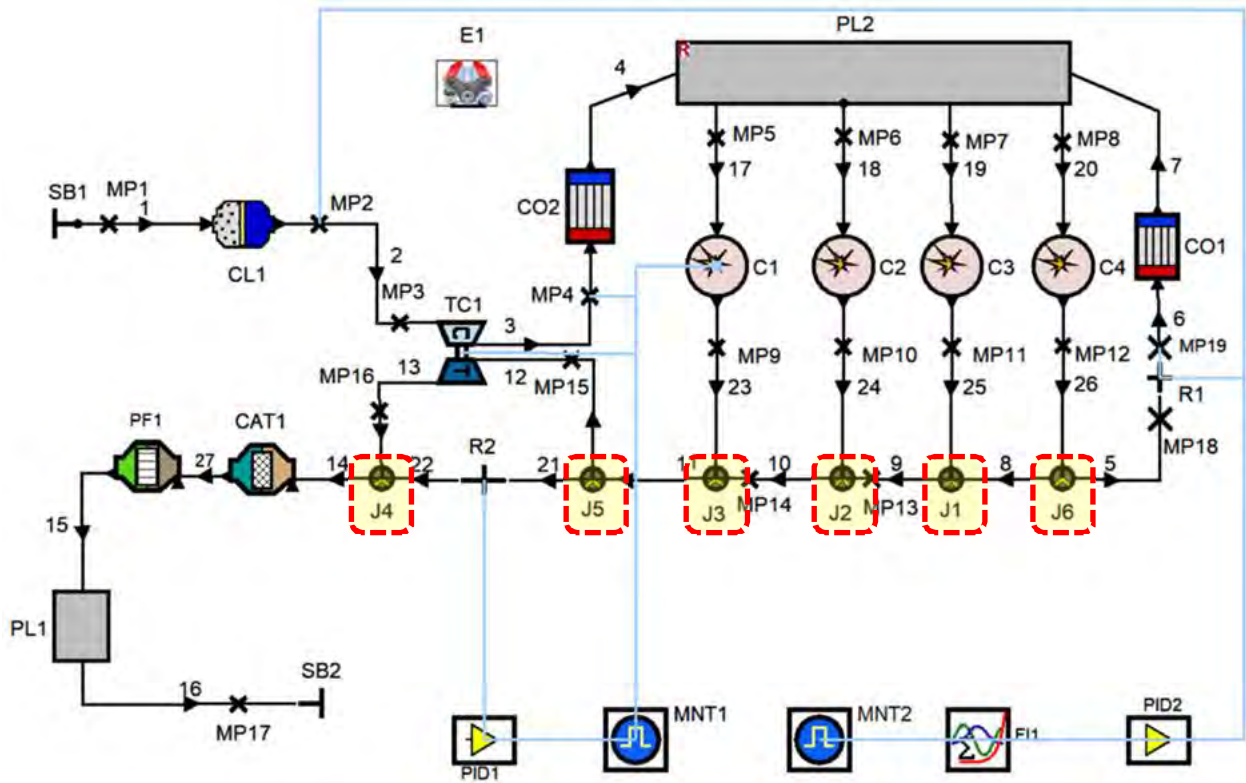 E1
PL2
R
4
MP5
MP6
MP7
MP8
17
18
19
20
7
SB1
MP1
1
CL1
MP2
2
MP3
TC1
C
T
3
MP4
CO2
C1
C2
C3
C4
CO1
6
MP19
R1
MP18
13
12
MP15
MP16
MP9
MP10
MP11
MP12
23
24
25
26
PF1
27
CAT1
14
J4
22
R2
21
J5
11
J3
MP14
10
J2
MP13
9
J1
8
J6
5
15
PL1
16
MP17
SB2
PID1
MNT1
MNT2
Σ
FI1
PID2